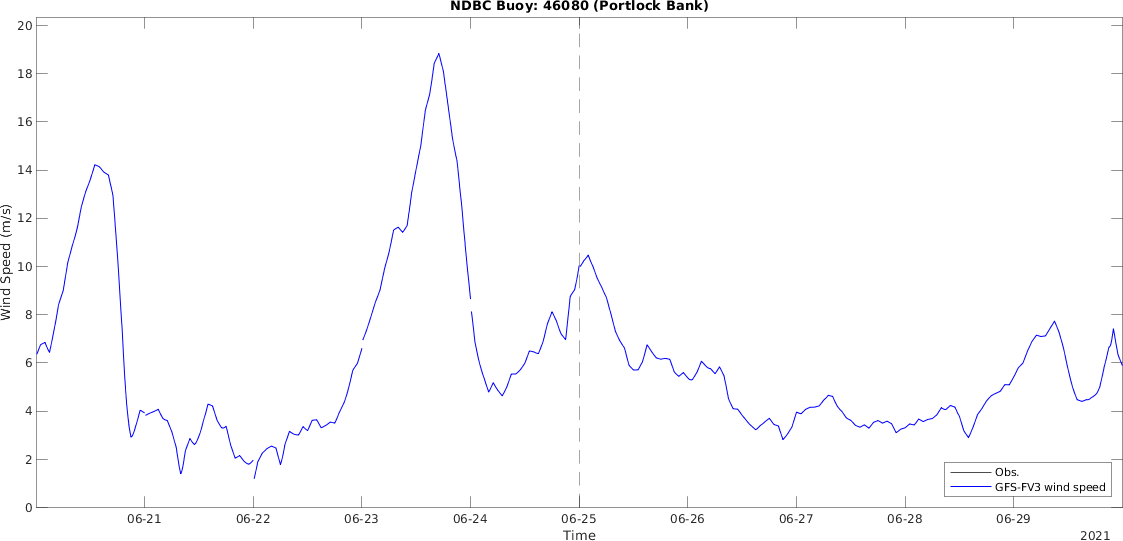 NDBC Buoy: 46080 (Portlock Bank)
20
18
16
14
12
10
8
6
4
2
0
Wind Speed (m/s)
06-21 06-22 06-23 06-24 06-25 06-26 06-27 06-28 06-29
Time
2021
Obs.
GFS-FV3 wind speed